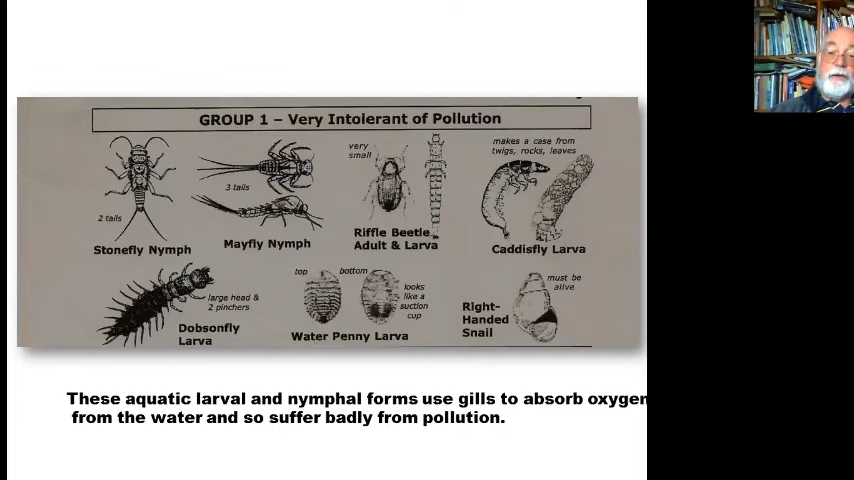 GROUP 1 – Very Intolerant of Pollution
2 tails
Stonefly Nymph
3 tails
Mayfly Nymph
very
small
Riffle Beetle
Adult & Larva
makes a case from
twigs, rocks, leaves
Caddisfly Larva
large head &
2 pinchers
Dobsonfly
Larva
top
bottom
looks
like a
suction
cup
Water Penny Larva
Right-
Handed
Snail
must be
alive
These aquatic larval and nymphal forms use gills to absorb oxygen
from the water and so suffer badly from pollution.